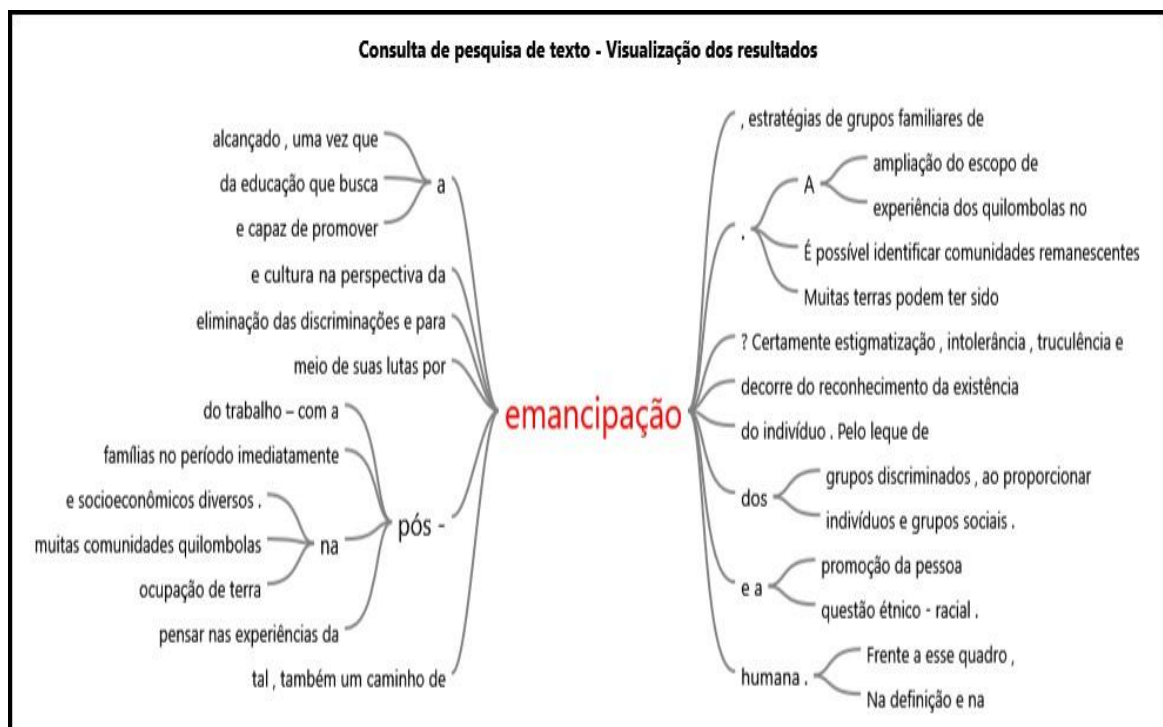 Consulta de pesquisa de texto - Visualização dos resultados
alcançado , uma vez que
da educação que busca
e capaz de promover
a
e cultura na perspectiva da
eliminação das discriminações e para
meio de suas lutas por
do trabalho – com a
famílias no período imediatamente
e socioeconômicos diversos .
muitas comunidades quilombolas
ocupação de terra
na
pensar nas experiências da
pós -
tal , também um caminho de
emancipação
, estratégias de grupos familiares de
.
A
ampliação do escopo de
experiência dos quilombolas no
É possível identificar comunidades remanescentes
Muitas terras podem ter sido
? Certamente estigmatização , intolerância , truculência e
decorre do reconhecimento da existência
do indivíduo . Pelo leque de
dos
grupos discriminados , ao proporcionar
indivíduos e grupos sociais .
e a
promoção da pessoa
questão étnico - racial .
humana .
Frente a esse quadro ,
Na definição e na